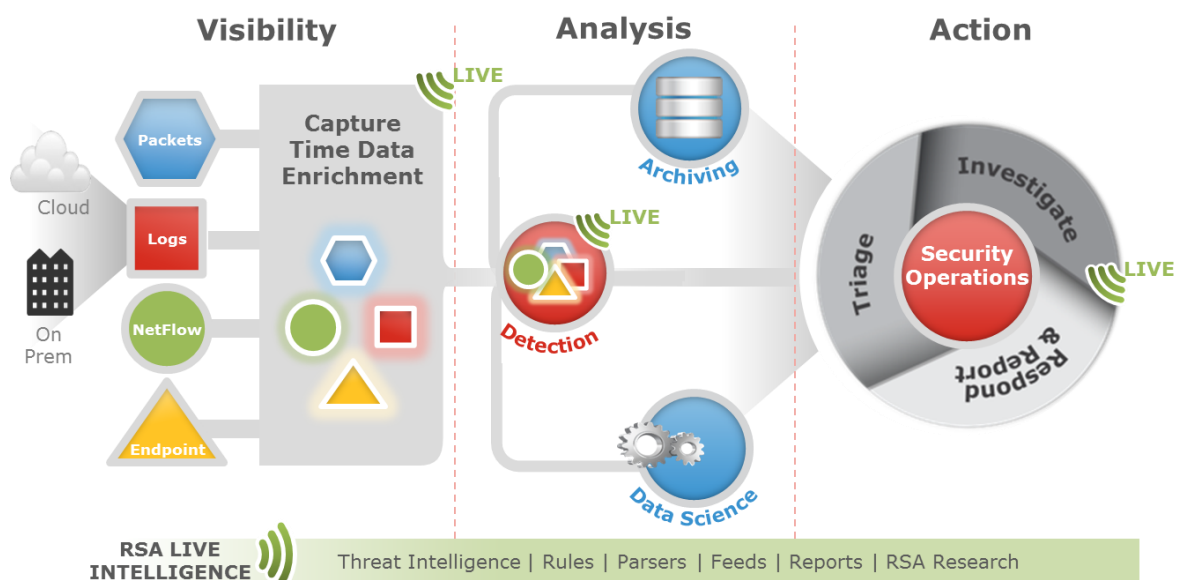 Visibility
Analysis
Action
LIVE
Packets
Capture
Time Data
Enrichment
Cloud
Logs
On
Prem
NetFlow
Endpoint
Archiving
LIVE
Detection
Data Science
Triage
Investigate
Security
Operations
LIVE
Respond
& Report
RSA LIVE
INTELLIGENCE
Threat Intelligence | Rules | Parsers | Feeds | Reports | RSA Research